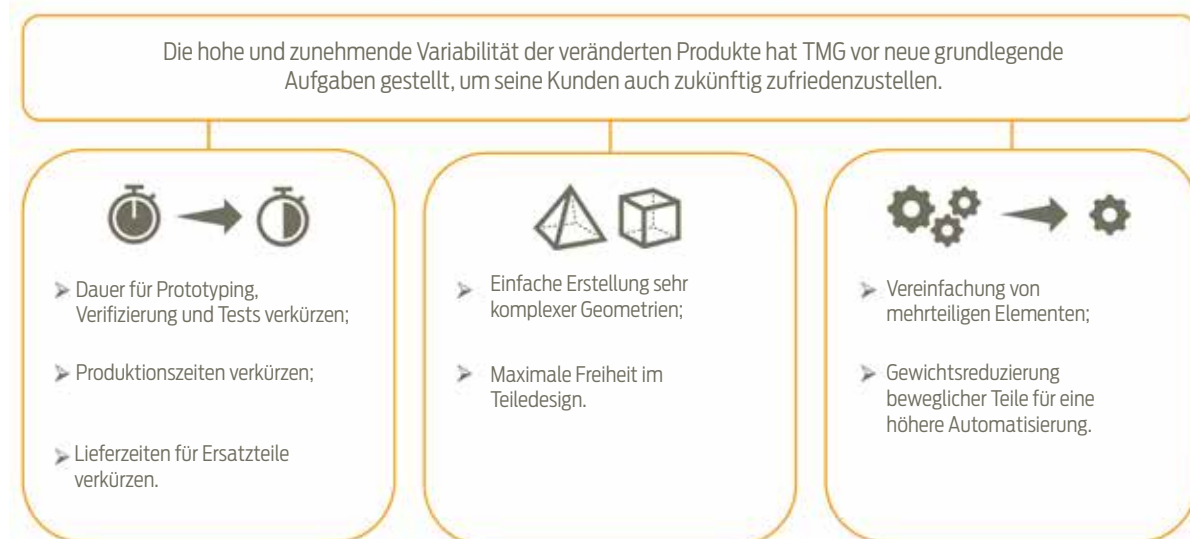 Die hohe und zunehmende Variabilität der veränderten Produkte hat TMG vor neue grundlegende
Aufgaben gestellt, um seine Kunden auch zukünftig zufriedenzustellen.
Dauer für Prototyping,
Verifizierung und Tests verkürzen;
Produktionszeiten verkürzen;
Lieferzeiten für Ersatzteile
verkürzen.
Einfache Erstellung sehr
komplexer Geometrien;
Maximale Freiheit im
Teiledesign.
Vereinfachung von
mehrteiligen Elementen;
Gewichtsreduzierung
beweglicher Teile für eine
höhere Automatisierung.